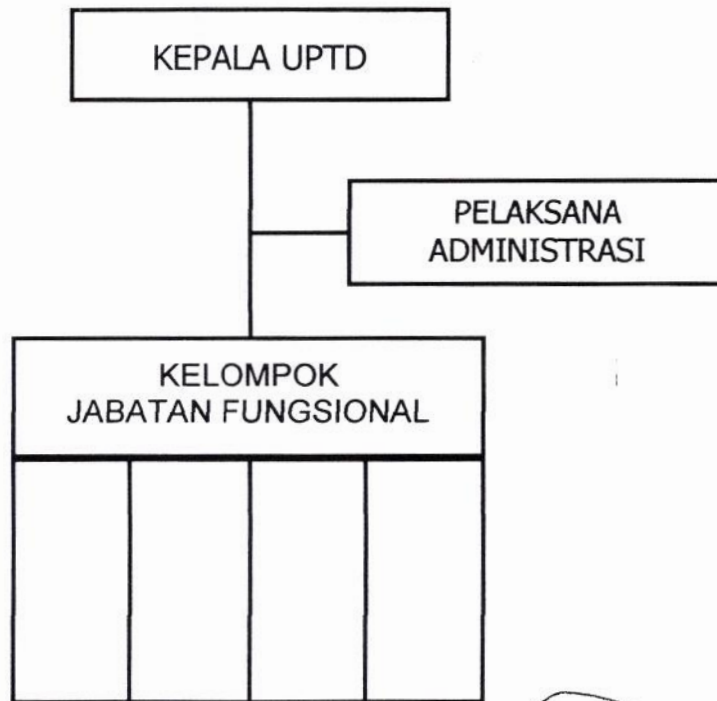 KEPALA UPTD
PELAKSANA
ADMINISTRASI
KELOMPOK
JABATAN FUNGSIONAL